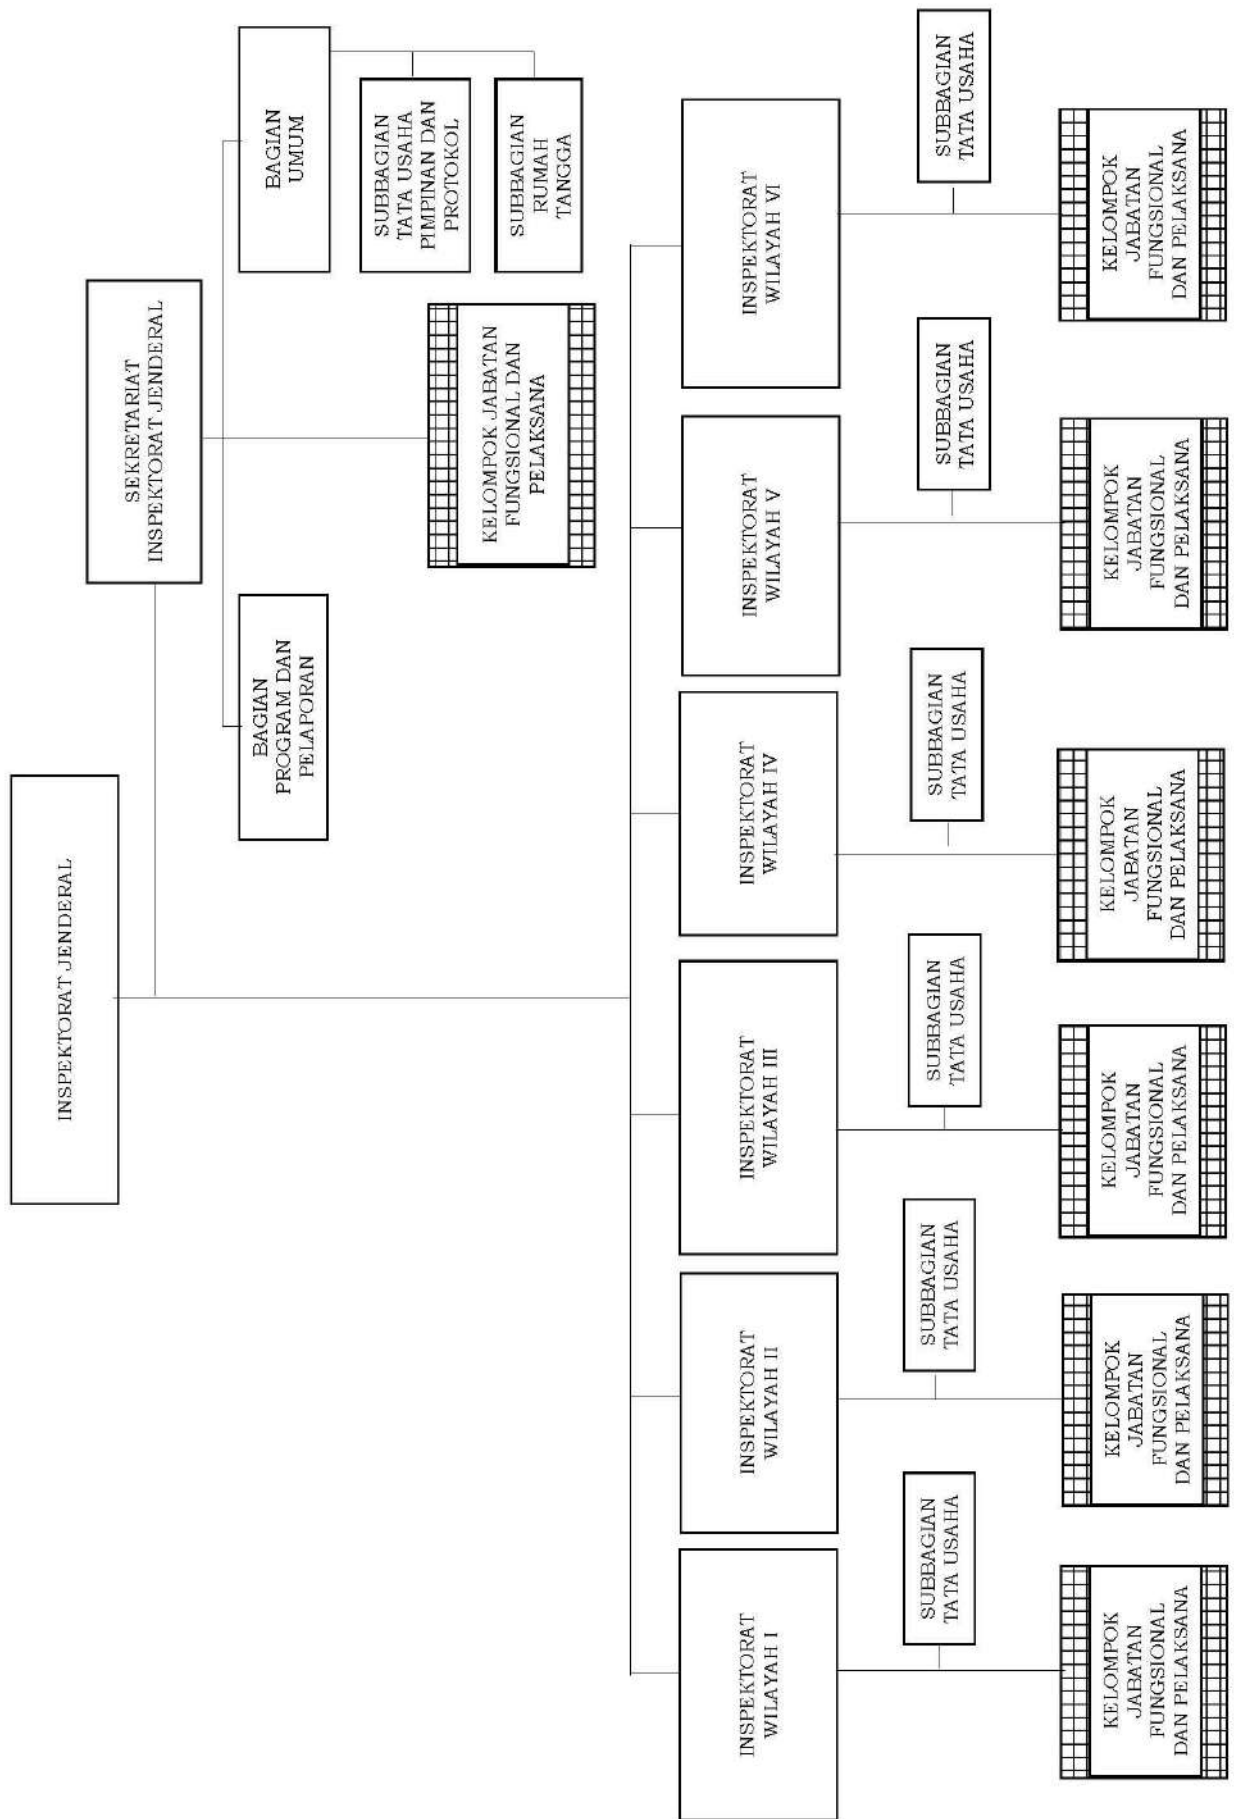 INSPEKTORAT JENDERAL
SEKRETARIAT
INSPEKTORAT JENDERAL
BAGIAN
PROGRAM DAN
PELAPORAN
BAGIAN
UMUM
SUBBAGIAN
TATA USAHA
PIMPINAN DAN
PROTOKOL
SUBBAGIAN
RUMAH
TANGGA
KELOMPOK JABATAN
FUNGSIONAL DAN
PELAKSANA
INSPEKTORAT
WILAYAH I
INSPEKTORAT
WILAYAH II
INSPEKTORAT
WILAYAH III
INSPEKTORAT
WILAYAH IV
INSPEKTORAT
WILAYAH V
INSPEKTORAT
WILAYAH VI
SUBBAGIAN
TATA USAHA
SUBBAGIAN
TATA USAHA
SUBBAGIAN
TATA USAHA
SUBBAGIAN
TATA USAHA
SUBBAGIAN
TATA USAHA
SUBBAGIAN
TATA USAHA
KELOMPOK
JABATAN
FUNGSIONAL
DAN PELAKSANA
KELOMPOK
JABATAN
FUNGSIONAL
DAN PELAKSANA
KELOMPOK
JABATAN
FUNGSIONAL
DAN PELAKSANA
KELOMPOK
JABATAN
FUNGSIONAL
DAN PELAKSANA
KELOMPOK
JABATAN
FUNGSIONAL
DAN PELAKSANA
KELOMPOK
JABATAN
FUNGSIONAL
DAN PELAKSANA